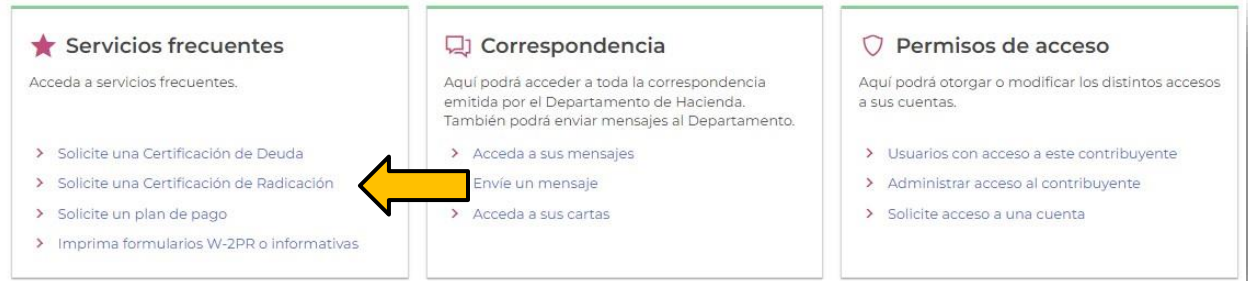 Servicios frecuentes
Acceda a servicios frecuentes.
Solicite una Certificación de Deuda
Solicite una Certificación de Radicación
Solicite un plan de pago
Imprima formularios W-2PR o informativas
Correspondencia
Aquí podrá acceder a toda la correspondencia
emitida por el Departamento de Hacienda.
También podrá enviar mensajes al Departamento.
Acceda a sus mensajes
Envíe un mensaje
Acceda a sus cartas
Permisos de acceso
Aquí podrá otorgar o modificar los distintos accesos
a sus cuentas.
Usuarios con acceso a este contribuyente
Administrar acceso al contribuyente
Solicite acceso a una cuenta